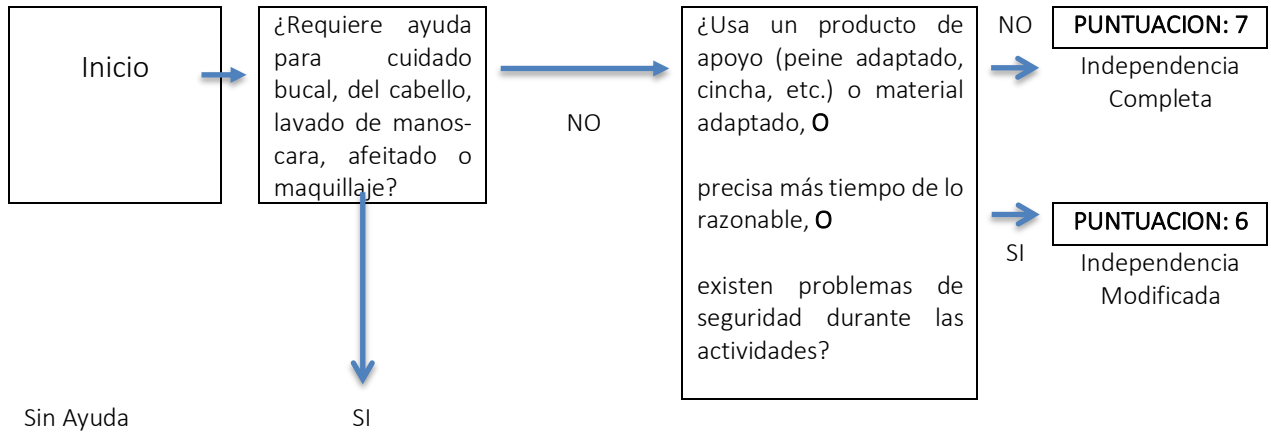 Inicio
¿Requiere ayuda
para cuidado
bucal, del cabello,
lavado de manos-
cara, afeitado o
maquillaje?
NO
¿Usa un producto de
apoyo (peine adaptado,
cincha, etc.) o material
adaptado, O
precisa más tiempo de lo
razonable, O
existen problemas de
seguridad durante las
actividades?
NO
PUNTUACION: 7
Independencia
Completa
SI
PUNTUACION: 6
Independencia
Modificada
Sin Ayuda
SI